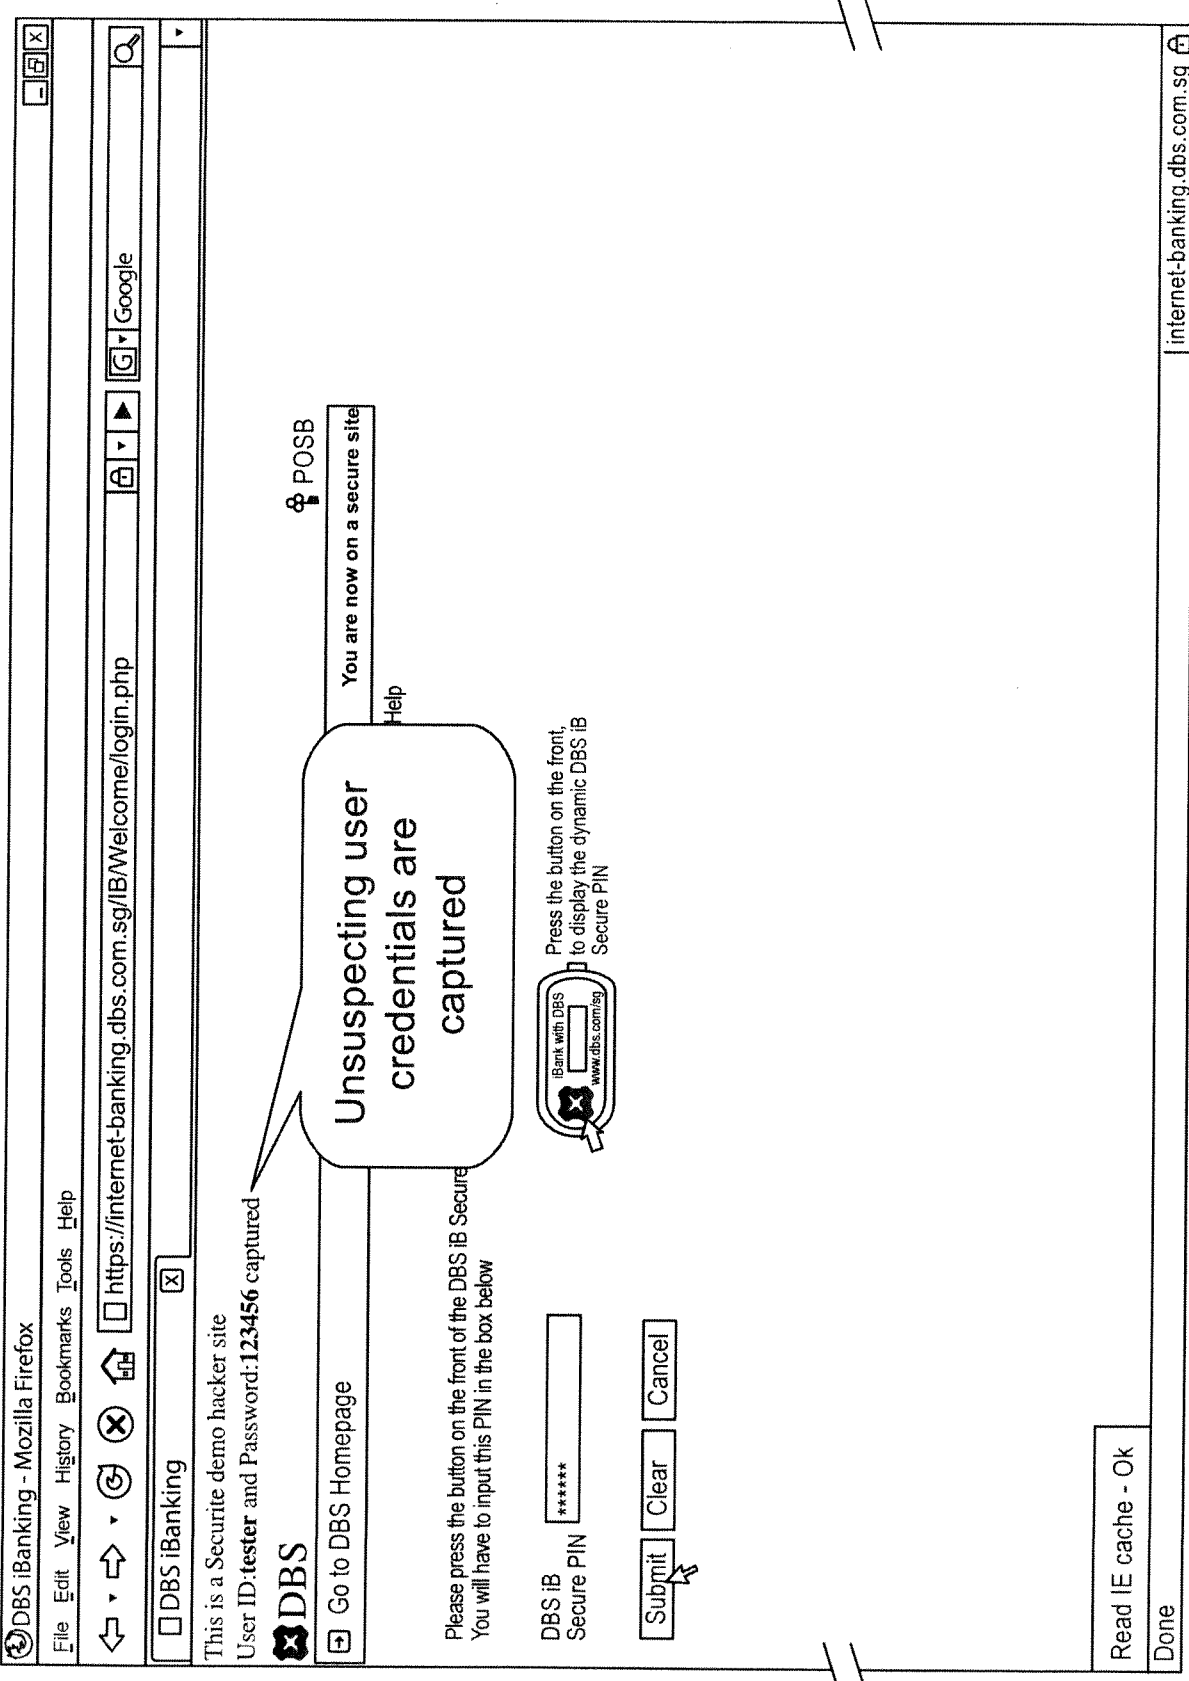 DBS iBanking - Mozilla Firefox
File Edit View History Bookmarks Tools Help
https://internet-banking.dbs.com.sg/IB/Welcome/login.php
G Google
DBS iBanking X
This is a Securite demo hacker site
User ID:tester and Password:123456 captured
DBS
POSB
Go to DBS Homepage
You are now on a secure site
Help
Unsuspecting user
credentials are
captured
Please press the button on the front of the DBS iB Secure
You will have to input this PIN in the box below
DBS iB
Secure PIN
******
iBank with DBS
www.dbs.com/sg
Press the button on the front,
to display the dynamic DBS iB
Secure PIN
Submit Clear Cancel
Read IE cache - Ok
Done
internet-banking.dbs.com.sg